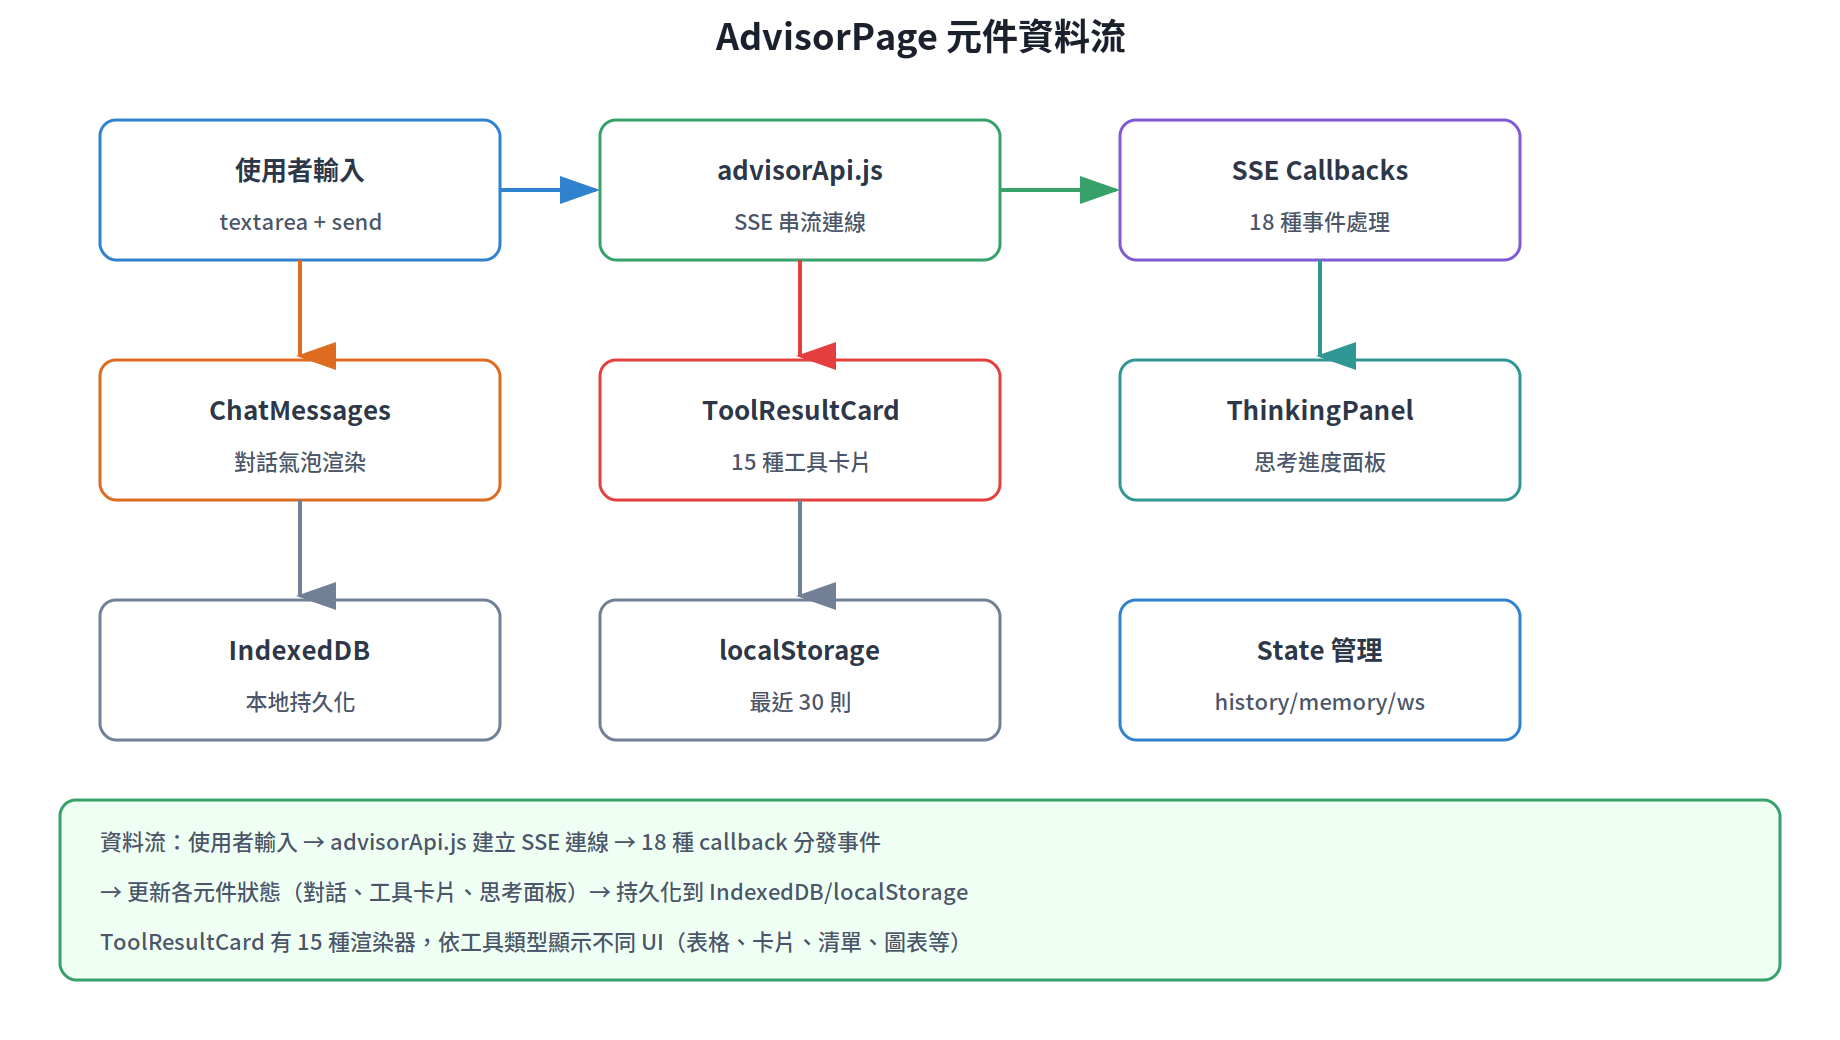 AdvisorPage 元件資料流
使用者輸入
textarea + send
advisorApi.js
SSE 串流連線
SSE Callbacks
18 種事件處理
ChatMessages
對話氣泡渲染
ToolResultCard
15 種工具卡片
ThinkingPanel
思考進度面板
IndexedDB
本地持久化
localStorage
最近 30 則
State 管理
history/memory/ws
資料流：使用者輸入 → advisorApi.js 建立 SSE 連線 → 18 種 callback 分發事件
→ 更新各元件狀態（對話、工具卡片、思考面板）→ 持久化到 IndexedDB/localStorage
ToolResultCard 有 15 種渲染器，依工具類型顯示不同 UI（表格、卡片、清單、圖表等）